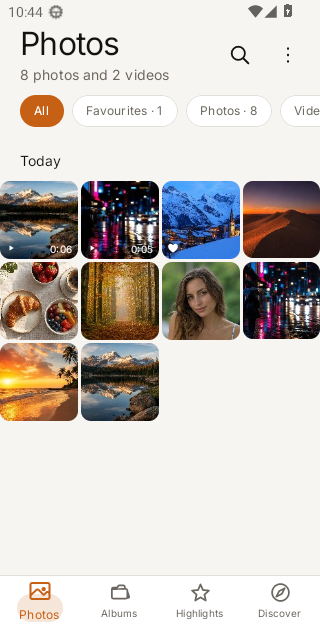 10:44
Photos
8 photos and 2 videos
All
Favourites · 1
Photos · 8
Vide
Today
0:06
0:05
Photos
Albums
Highlights
Discover